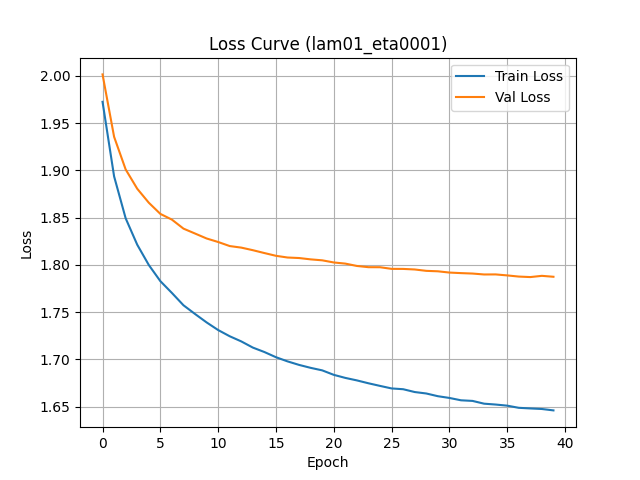 Loss Curve (lam01_eta0001)
Train Loss
Val Loss
2.00
1.95
1.90
1.85
1.80
1.75
1.70
1.65
Loss
0 5 10 15 20 25 30 35 40
Epoch